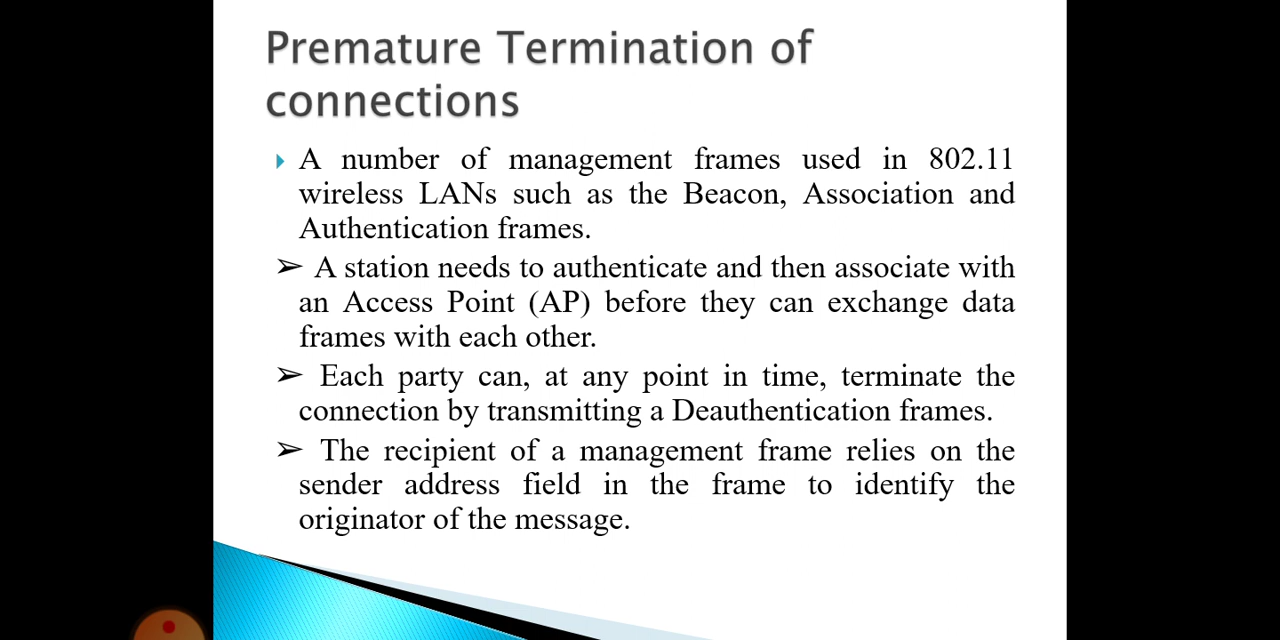 Premature Termination of
connections
A number of management frames used in 802.11
wireless LANs such as the Beacon, Association and
Authentication frames.
➢ A station needs to authenticate and then associate with
an Access Point (AP) before they can exchange data
frames with each other.
➢ Each party can, at any point in time, terminate the
connection by transmitting a Deauthentication frames.
➢ The recipient of a management frame relies on the
sender address field in the frame to identify the
originator of the message.